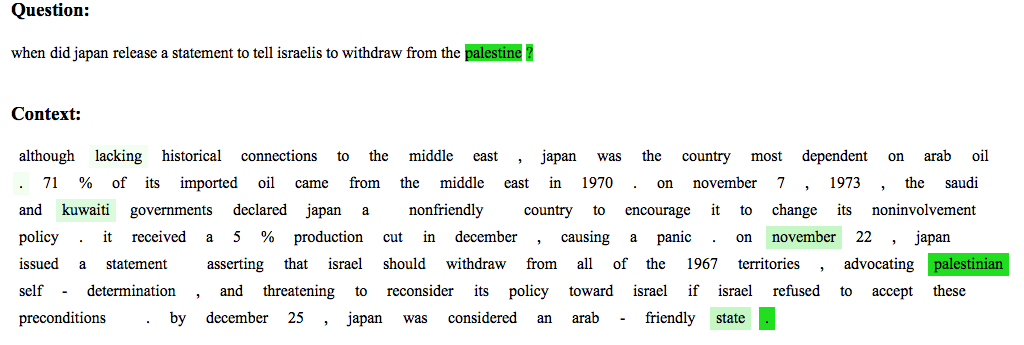 Question:
when did japan release a statement to tell israelis to withdraw from the palestine ?
Context:
although lacking historical connections to the middle east , japan was the country most dependent on arab oil
. 71 % of its imported oil came from the middle east in 1970 . on november 7 , 1973 , the saudi
and kuwaiti governments declared japan a nonfriendly country to encourage it to change its noninvolvement
policy . it received a 5 % production cut in december , causing a panic . on november 22 , japan
issued a statement asserting that israel should withdraw from all of the 1967 territories , advocating palestinian
self - determination , and threatening to reconsider its policy toward israel if israel refused to accept these
preconditions . by december 25 , japan was considered an arab - friendly state .